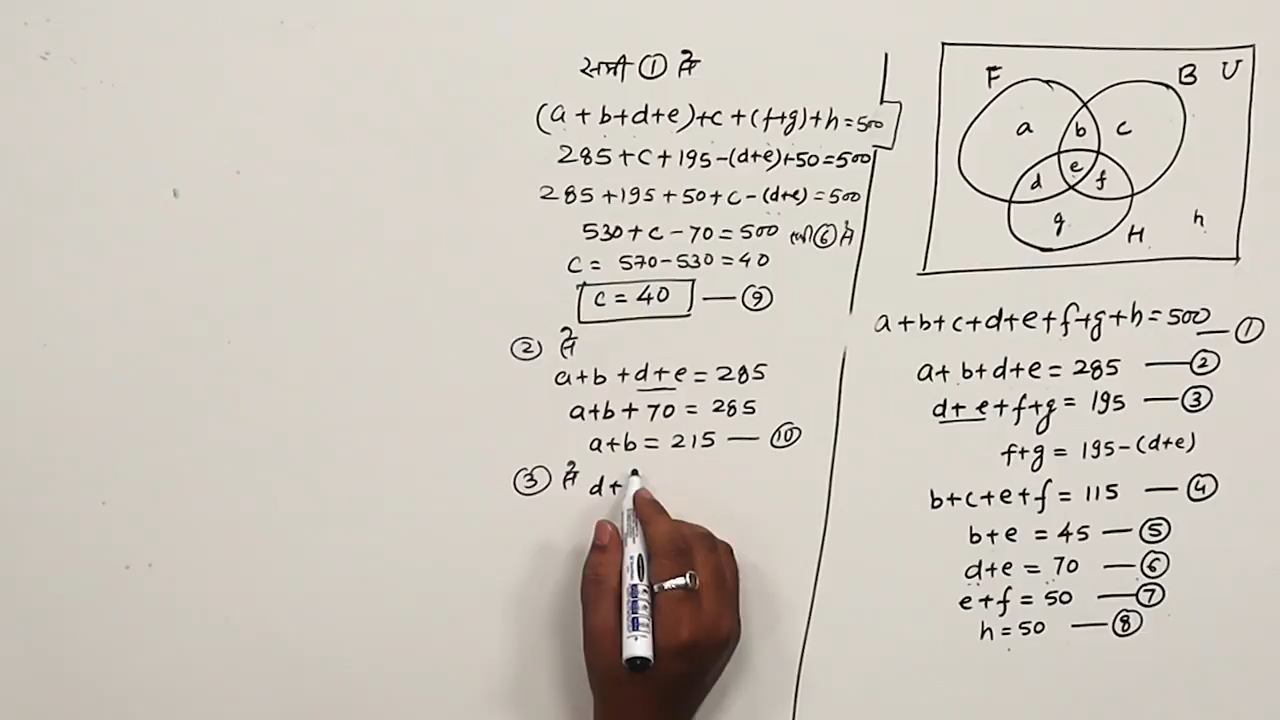 समी ① से
(a + b + d + e) + c + (f + g) + h = 500
285 + c + 195 - (d+e) + 50 = 500
285 + 195 + 50 + c - (d+e) = 500
530 + c - 70 = 500 समी ⑥ से
c = 570 - 530 = 40
c = 40 — ⑨
② से
a + b + d + e = 285
a + b + 70 = 285
a + b = 215 — ⑩
③ से d +
F B U
a b c
d e f
g H h
a + b + c + d + e + f + g + h = 500 — ①
a + b + d + e = 285 — ②
d + e + f + g = 195 — ③
f + g = 195 - (d+e)
b + c + e + f = 115 — ④
b + e = 45 — ⑤
d + e = 70 — ⑥
e + f = 50 — ⑦
h = 50 — ⑧